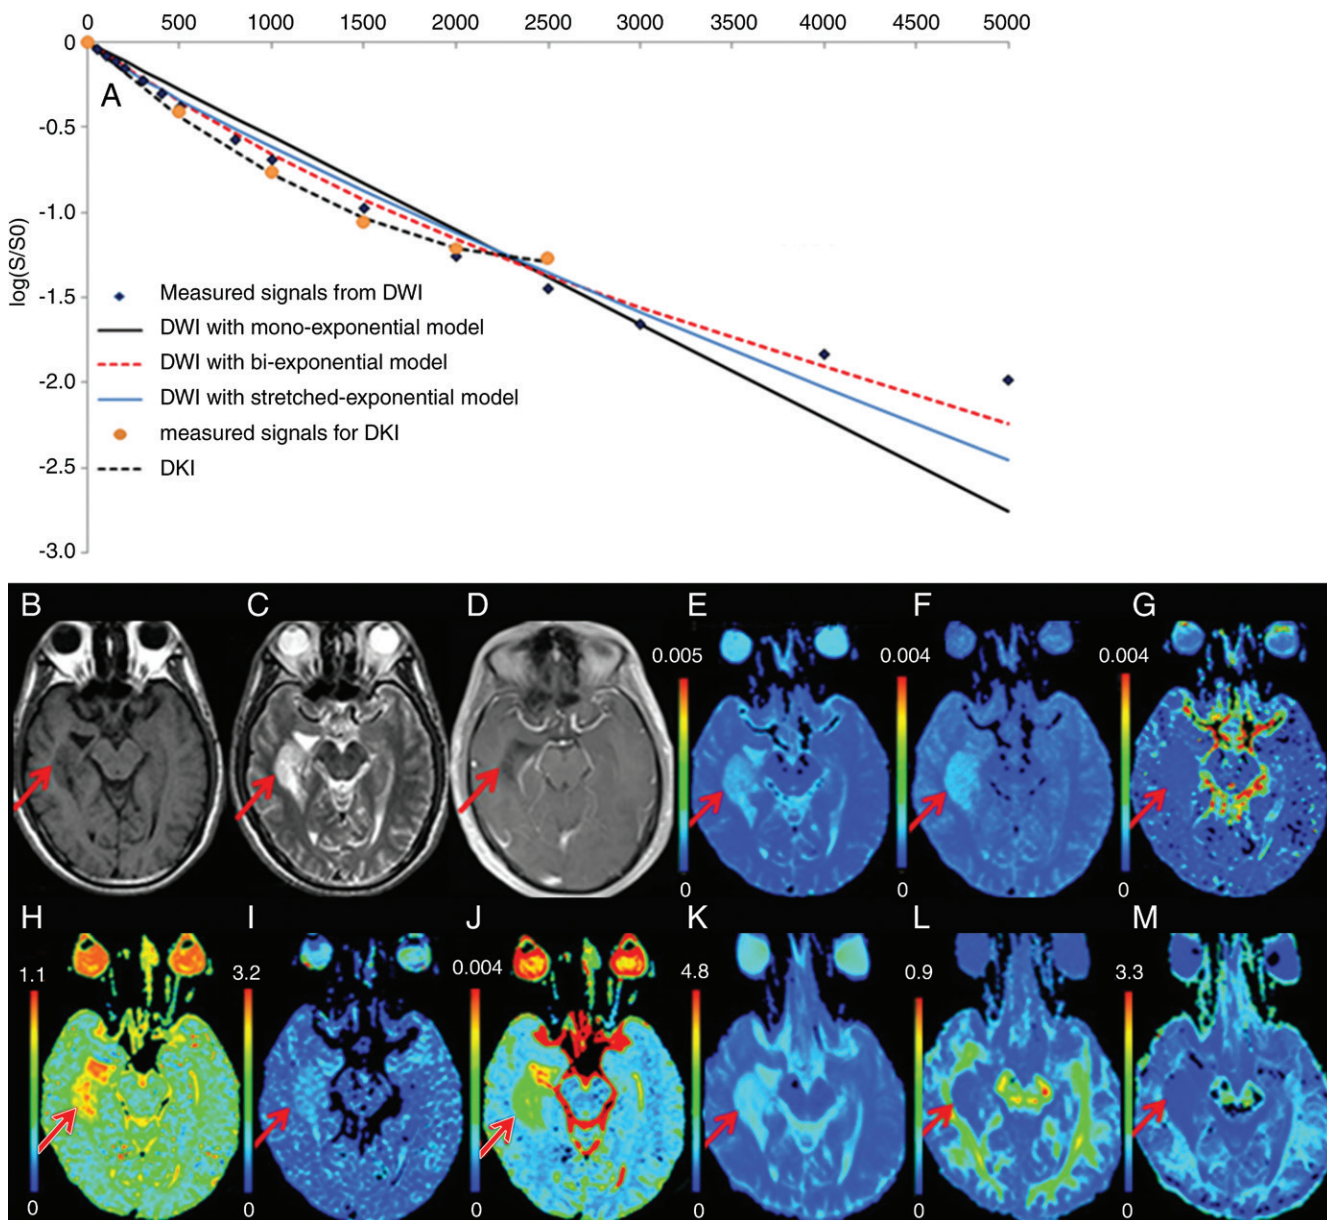 0 500 1000 1500 2000 2500 3000 3500 4000 4500 5000
0
A
-0.5
-1.0
log(S/S0)
-1.5
-2.0
-2.5
-3.0
Measured signals from DWI
DWI with mono-exponential model
DWI with bi-exponential model
DWI with stretched-exponential model
measured signals for DKI
DKI
B C D E F G
0.005 0.004 0.004
0 0 0
H I J K L M
1.1 3.2 0.004 4.8 0.9 3.3
0 0 0 0 0 0